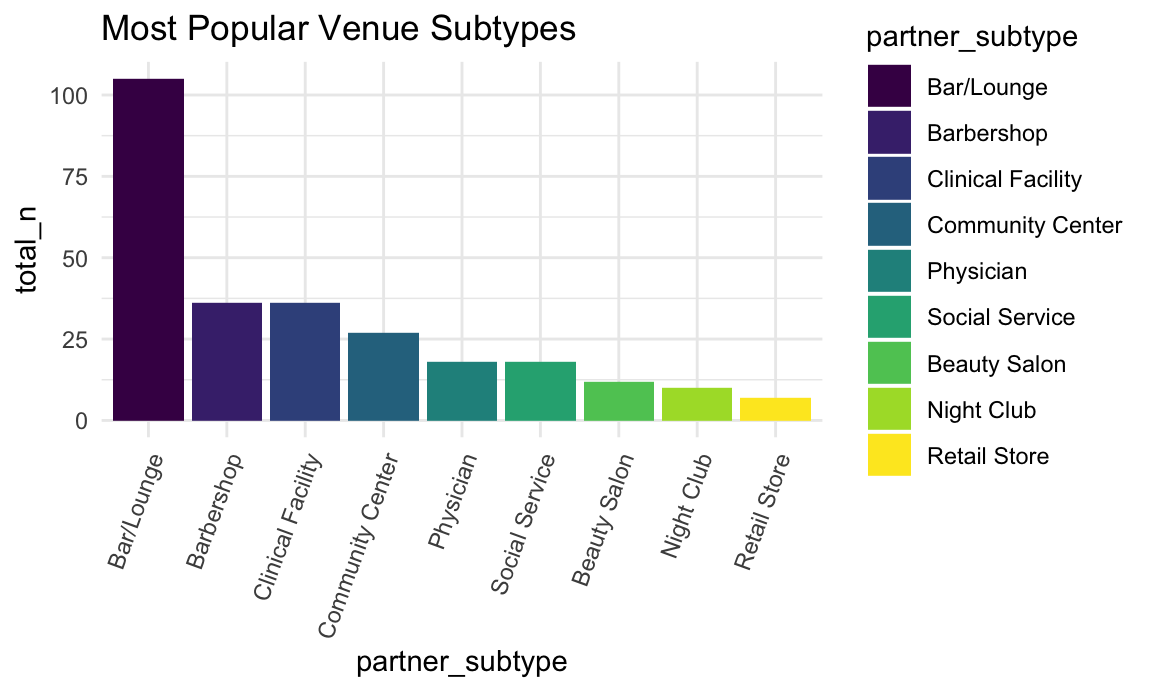 Most Popular Venue Subtypes
total_n
100
75
50
25
0
Bar/Lounge
Barbershop
Clinical Facility
Community Center
Physician
Social Service
Beauty Salon
Night Club
Retail Store
partner_subtype
partner_subtype
Bar/Lounge
Barbershop
Clinical Facility
Community Center
Physician
Social Service
Beauty Salon
Night Club
Retail Store